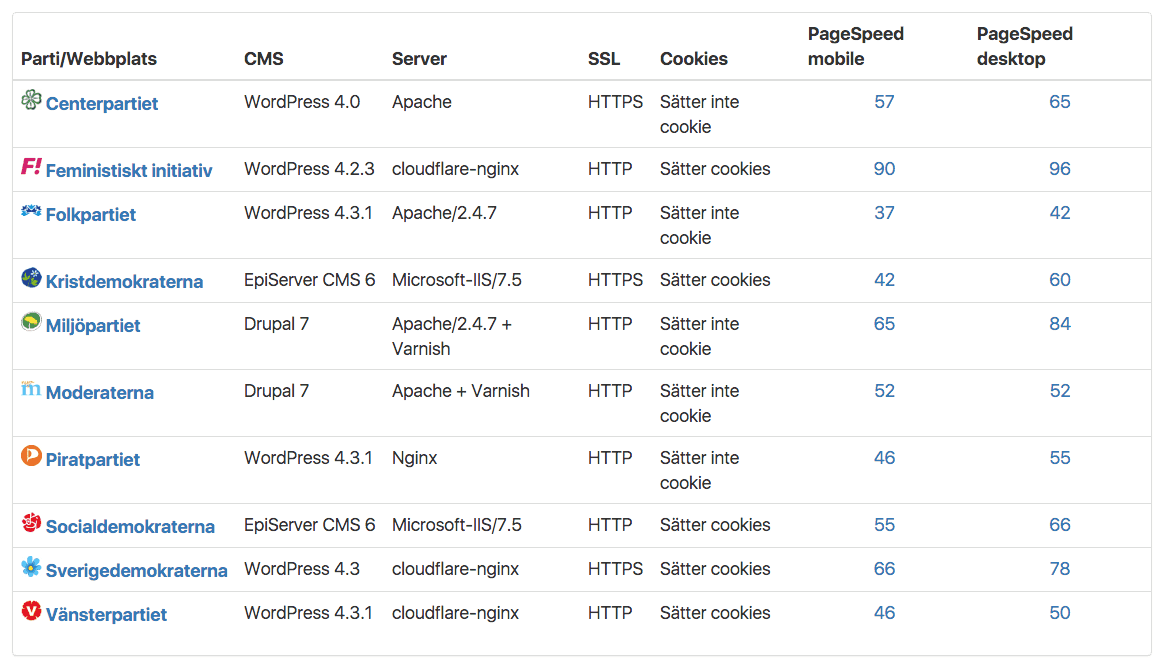 Parti/Webbplats CMS Server SSL Cookies PageSpeed mobile PageSpeed desktop
Centerpartiet WordPress 4.0 Apache HTTPS Sätter inte cookie 57 65
F! Feministiskt initiativ WordPress 4.2.3 cloudflare-nginx HTTP Sätter cookies 90 96
Folkpartiet WordPress 4.3.1 Apache/2.4.7 HTTP Sätter inte cookie 37 42
Kristdemokraterna EpiServer CMS 6 Microsoft-IIS/7.5 HTTPS Sätter cookies 42 60
Miljöpartiet Drupal 7 Apache/2.4.7 + Varnish HTTP Sätter inte cookie 65 84
m Moderaterna Drupal 7 Apache + Varnish HTTP Sätter inte cookie 52 52
Piratpartiet WordPress 4.3.1 Nginx HTTP Sätter inte cookie 46 55
Socialdemokraterna EpiServer CMS 6 Microsoft-IIS/7.5 HTTP Sätter cookies 55 66
Sverigedemokraterna WordPress 4.3 cloudflare-nginx HTTPS Sätter cookies 66 78
V Vänsterpartiet WordPress 4.3.1 cloudflare-nginx HTTP Sätter cookies 46 50